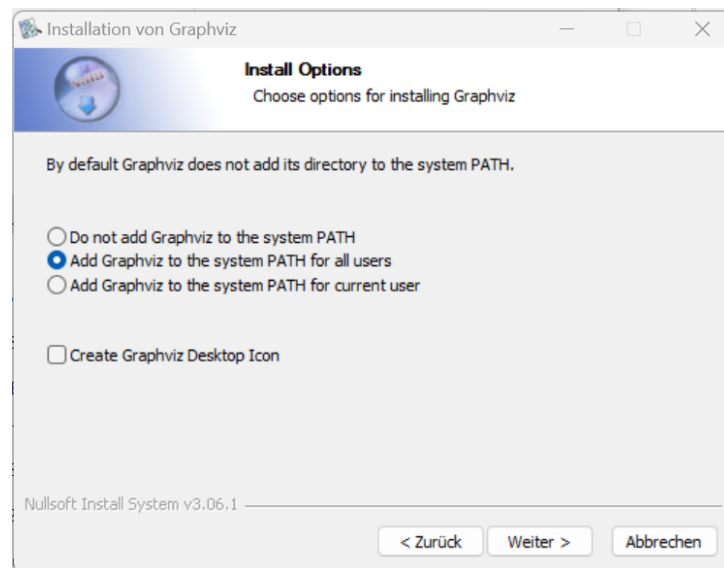 Installation von Graphviz
Install Options
Choose options for installing Graphviz
By default Graphviz does not add its directory to the system PATH.
Do not add Graphviz to the system PATH
Add Graphviz to the system PATH for all users
Add Graphviz to the system PATH for current user
Create Graphviz Desktop Icon
Nullsoft Install System v3.06.1
< Zurück
Weiter >
Abbrechen